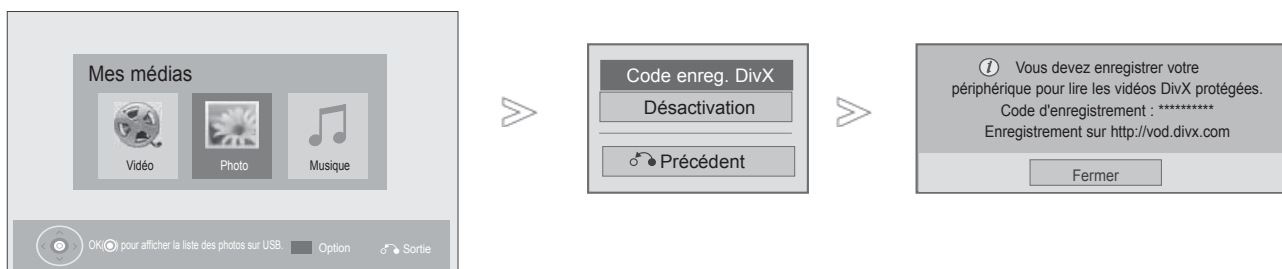 Mes médias
Vidéo
Photo
Musique
OK(◉) pour afficher la liste des photos sur USB.
Option
Sortie
Code enreg. DivX
Désactivation
Précédent
Vous devez enregistrer votre
périphérique pour lire les vidéos DivX protégées.
Code d'enregistrement : **********
Enregistrement sur http://vod.divx.com
Fermer